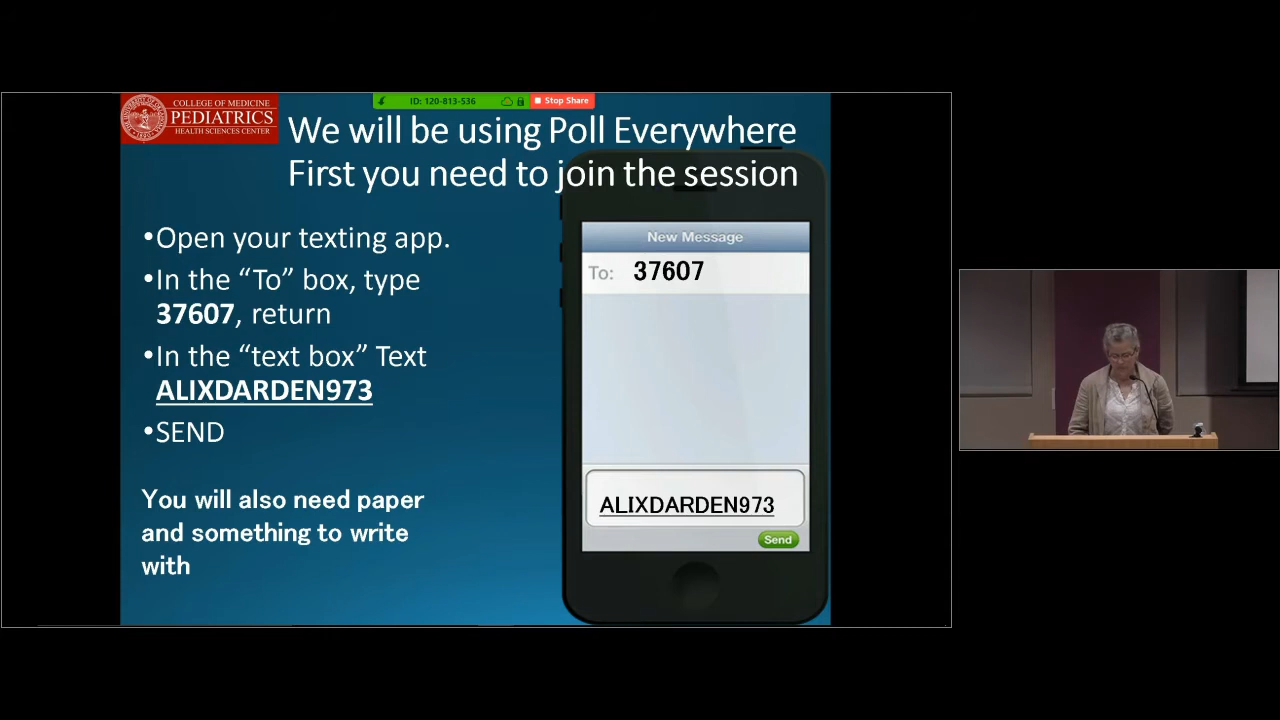 COLLEGE OF MEDICINE
PEDIATRICS
HEALTH SCIENCES CENTER
ID: 120-813-536
Stop Share
We will be using Poll Everywhere
First you need to join the session
•Open your texting app.
•In the “To” box, type
37607, return
•In the “text box” Text
ALIXDARDEN973
•SEND
You will also need paper
and something to write
with
New Message
To: 37607
ALIXDARDEN973
Send